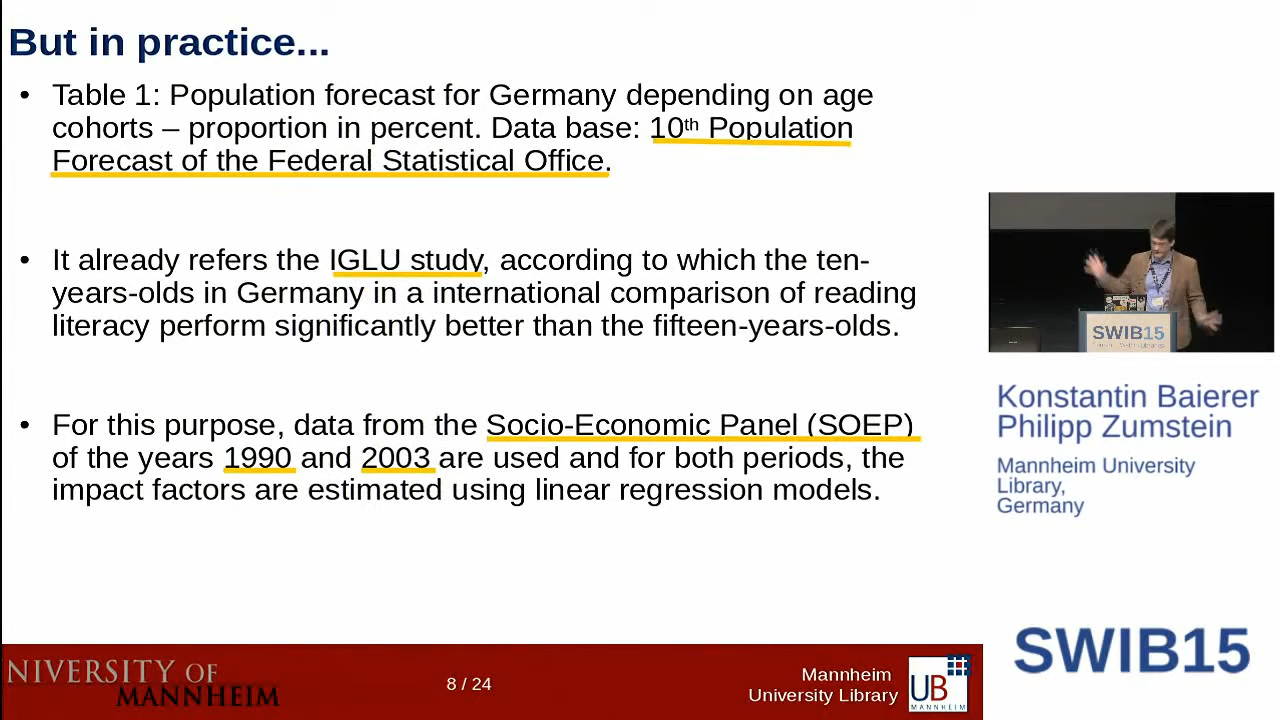 But in practice...
• Table 1: Population forecast for Germany depending on age
cohorts – proportion in percent. Data base: 10th Population
Forecast of the Federal Statistical Office.
• It already refers the IGLU study, according to which the ten-
years-olds in Germany in a international comparison of reading
literacy perform significantly better than the fifteen-years-olds.
• For this purpose, data from the Socio-Economic Panel (SOEP)
of the years 1990 and 2003 are used and for both periods, the
impact factors are estimated using linear regression models.
NIVERSITY OF
MANNHEIM
8 / 24
Mannheim
University Library
UB
MANNHEIM
SWIB15
Konstantin Baierer
Philipp Zumstein
Mannheim University
Library,
Germany
SWIB15